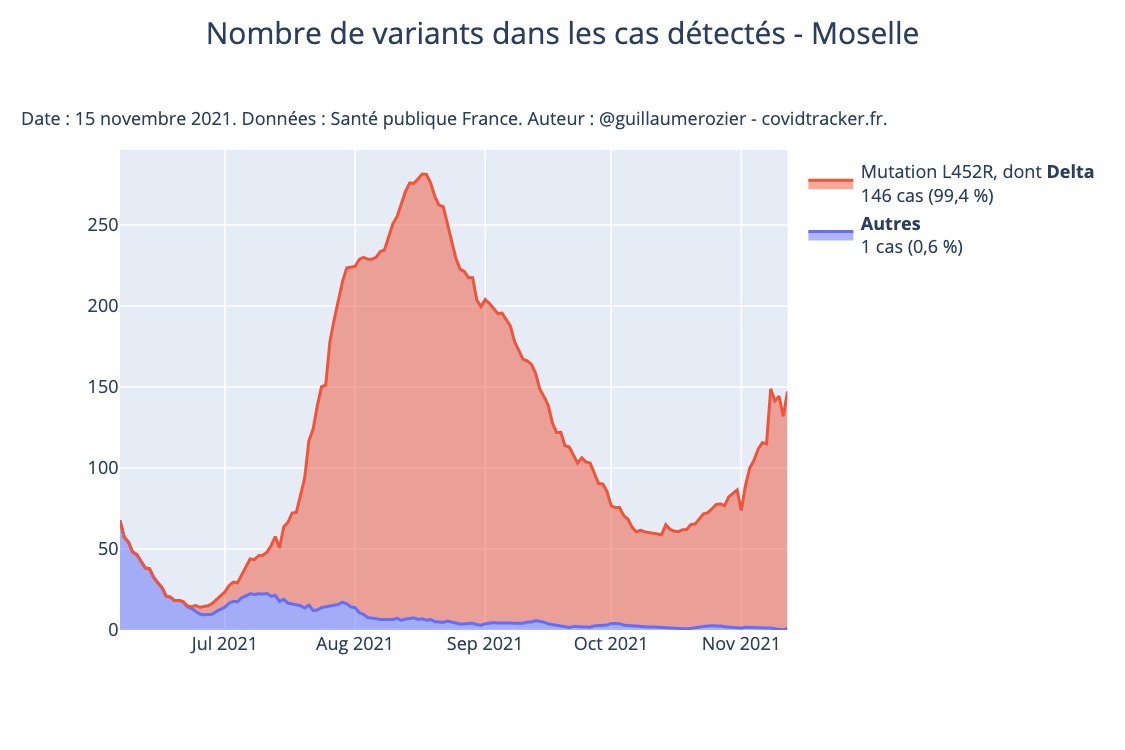 Nombre de variants dans les cas détectés - Moselle
Date : 15 novembre 2021. Données : Santé publique France. Auteur : @guillaumerozier - covidtracker.fr.
Mutation L452R, dont Delta
146 cas (99,4 %)
Autres
1 cas (0,6 %)
250
200
150
100
50
0
Jul 2021
Aug 2021
Sep 2021
Oct 2021
Nov 2021